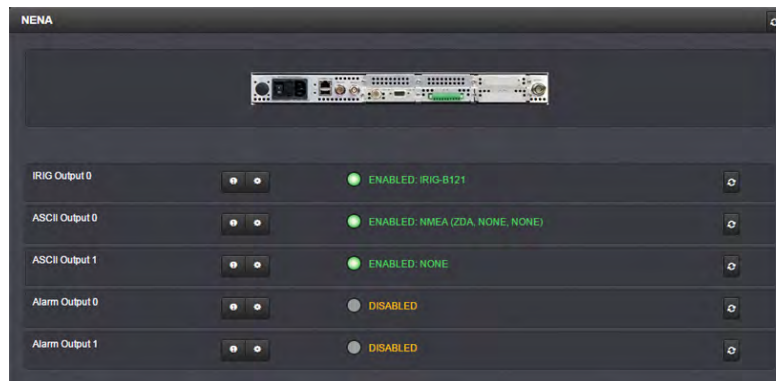 NENA
IRIG Output 0
ENABLED: IRIG-B121
ASCII Output 0
ENABLED: NMEA (ZDA, NONE, NONE)
ASCII Output 1
ENABLED: NONE
Alarm Output 0
DISABLED
Alarm Output 1
DISABLED